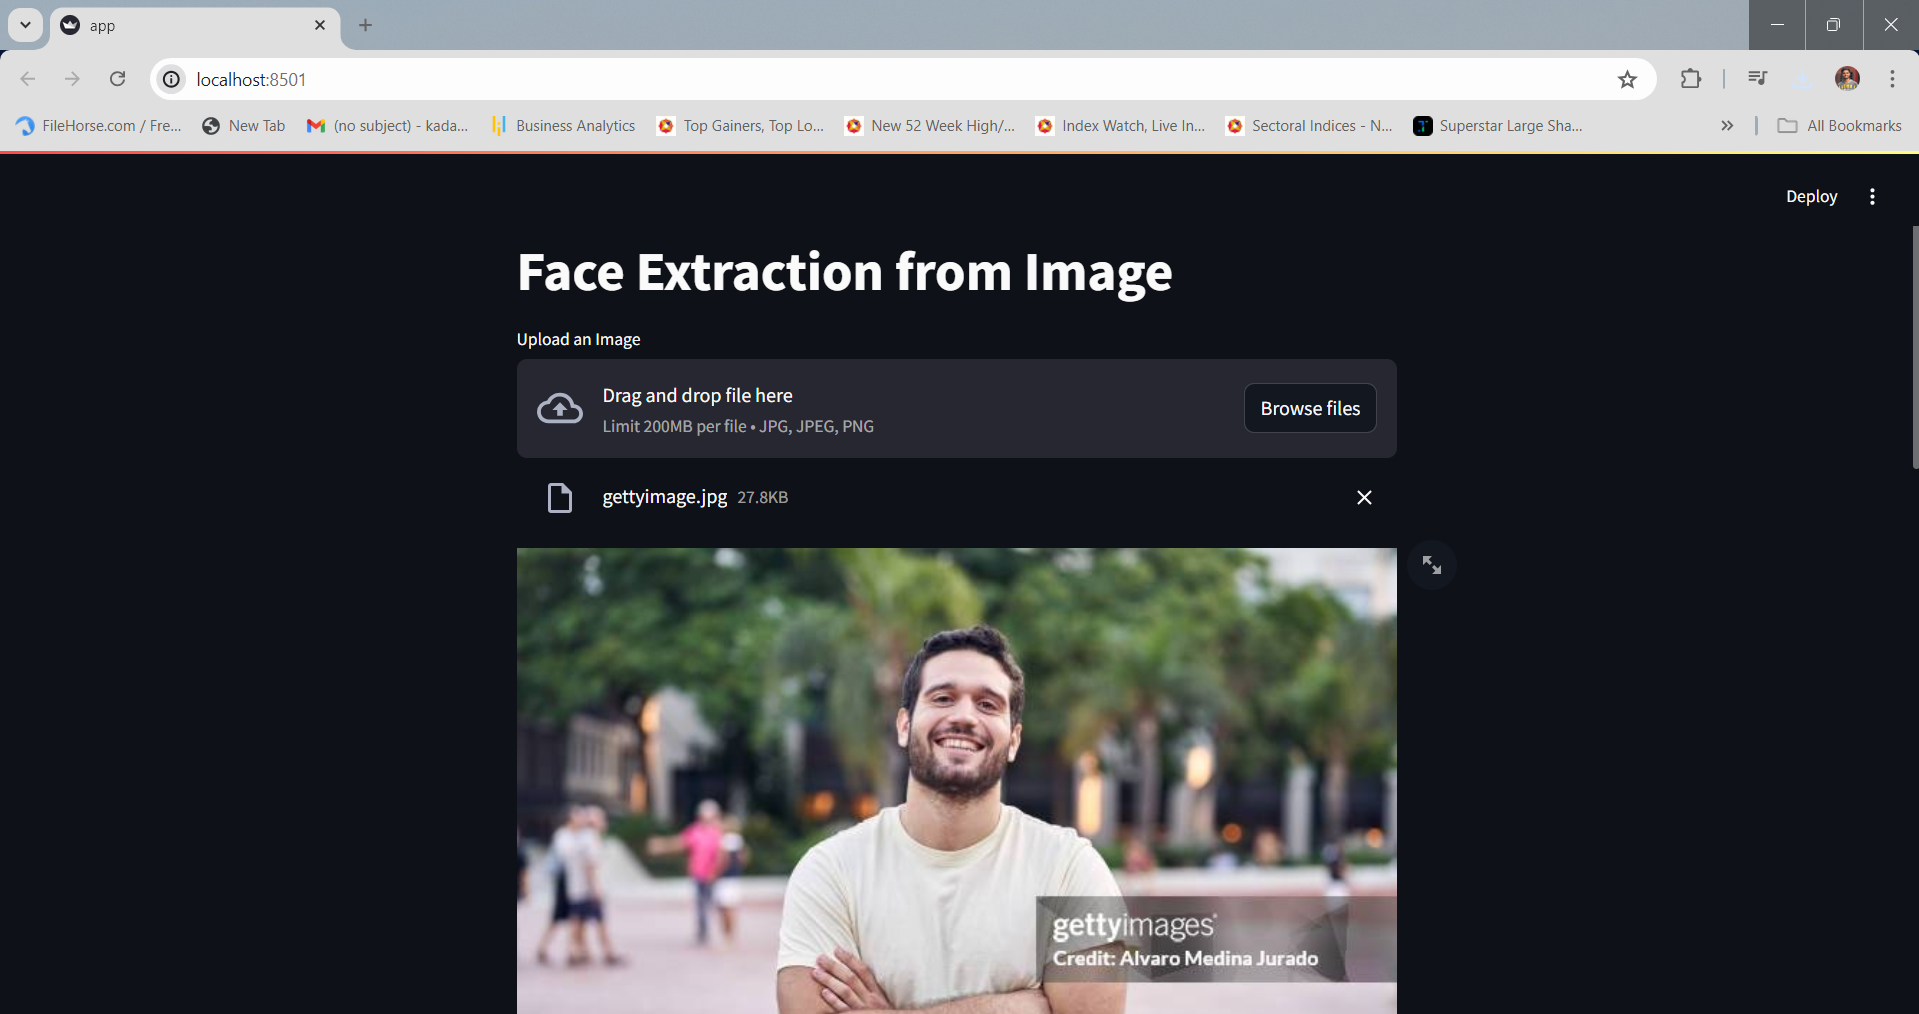 app
localhost:8501
FileHorse.com / Fre...
New Tab
(no subject) - kada...
Business Analytics
Top Gainers, Top Lo...
New 52 Week High/...
Index Watch, Live In...
Sectoral Indices - N...
Superstar Large Sha...
All Bookmarks
Deploy
Face Extraction from Image
Upload an Image
Drag and drop file here
Limit 200MB per file • JPG, JPEG, PNG
Browse files
gettyimage.jpg 27.8KB
gettyimages®
Credit: Alvaro Medina Jurado